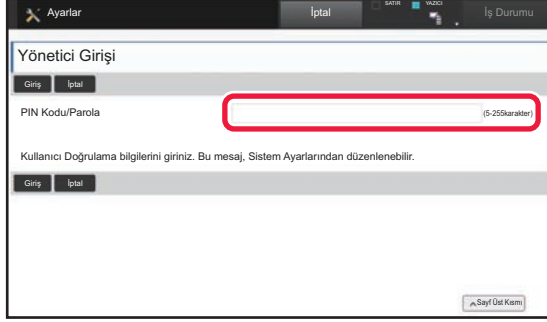 Ayarlar İptal SATIR YAZICI İş Durumu
Yönetici Girişi
Giriş İptal
PIN Kodu/Parola (5-255karakter)
Kullanıcı Doğrulama bilgilerini giriniz. Bu mesaj, Sistem Ayarlarından düzenlenebilir.
Giriş İptal
Sayf Üst Kısmı